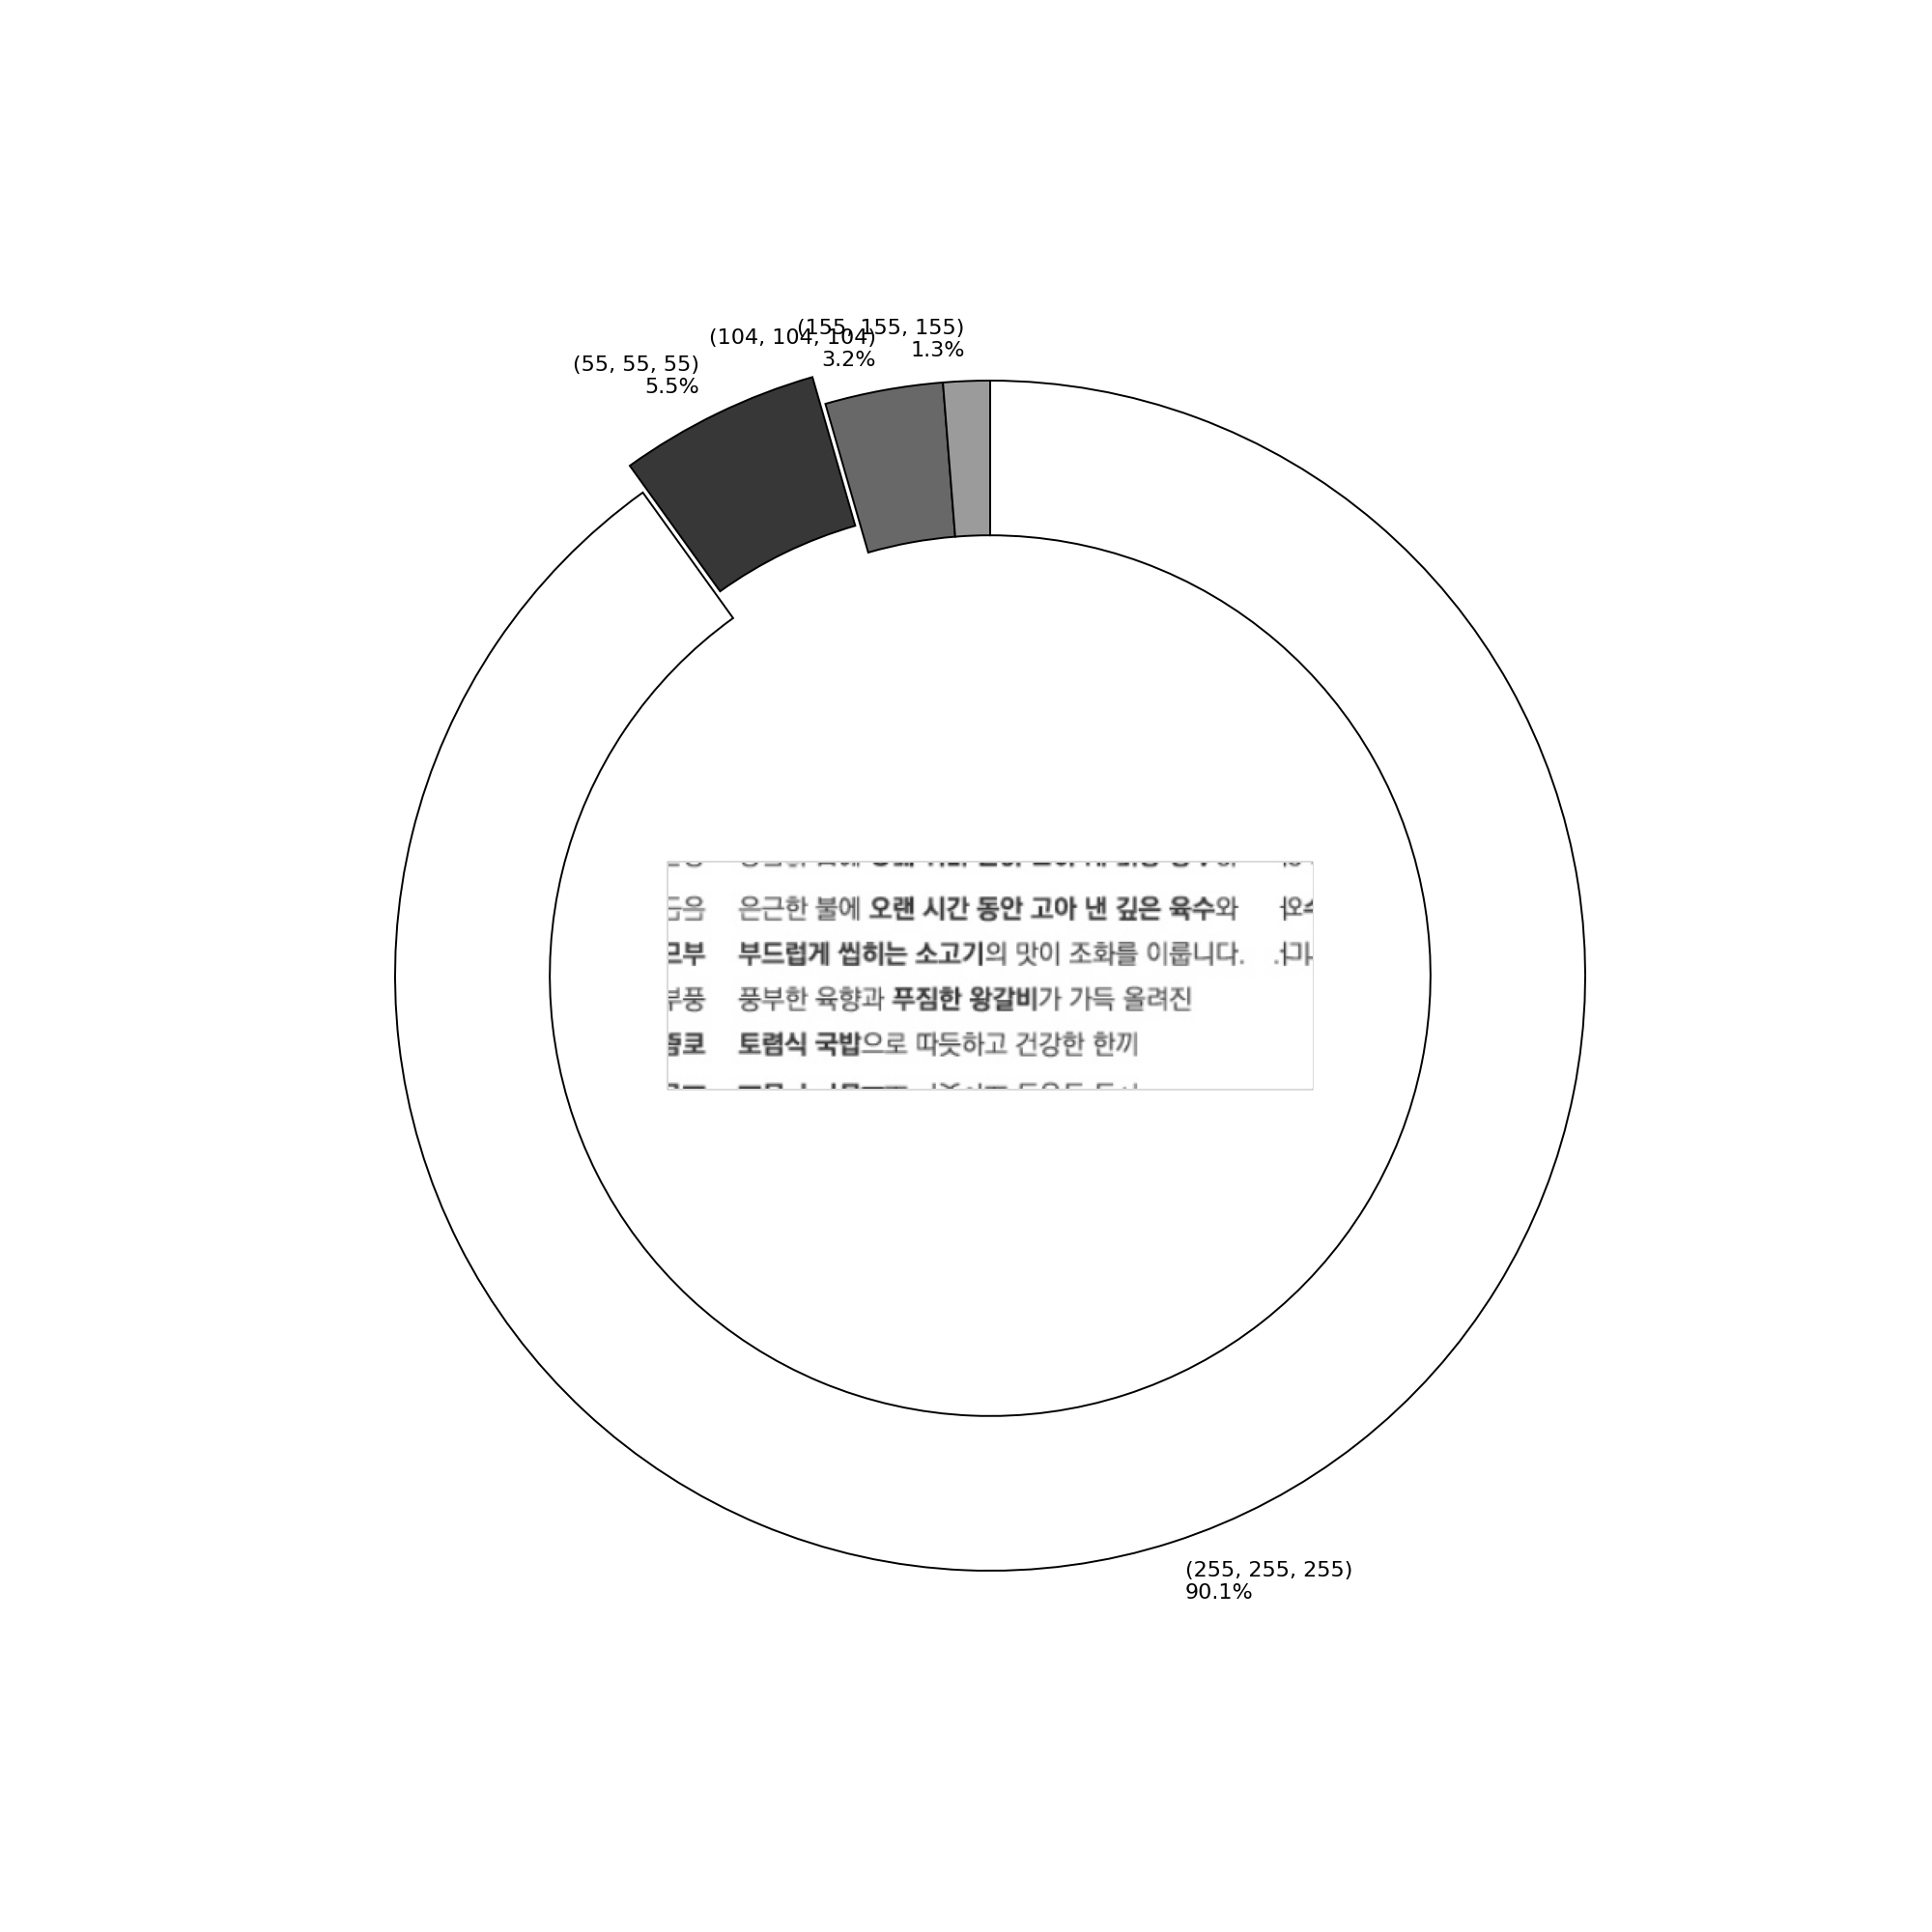 (155, 155, 155)
1.3%
(104, 104, 104)
3.2%
(55, 55, 55)
5.5%
은근한 불에 오랜 시간 동안 고아 낸 깊은 육수와
부드럽게 씹히는 소고기의 맛이 조화를 이룹니다.
풍부한 육향과 푸짐한 왕갈비가 가득 올려진
토렴식 국밥으로 따듯하고 건강한 한끼
(255, 255, 255)
90.1%